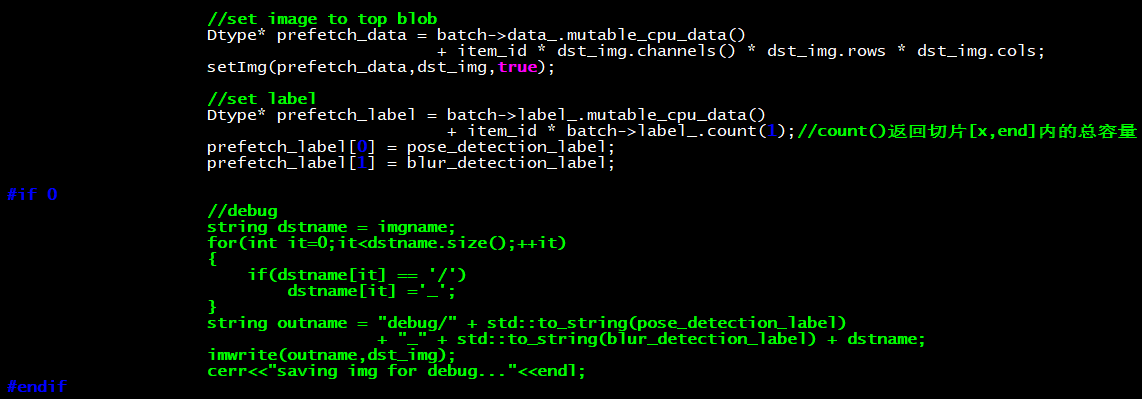 //set image to top blob
Dtype* prefetch_data = batch->data_.mutable_cpu_data()
+ item_id * dst_img.channels() * dst_img.rows * dst_img.cols;
setImg(prefetch_data,dst_img,true);
//set label
Dtype* prefetch_label = batch->label_.mutable_cpu_data()
+ item_id * batch->label_.count(1);//count()返回切片[x,end]内的总容量
prefetch_label[0] = pose_detection_label;
prefetch_label[1] = blur_detection_label;
#if 0
//debug
string dstname = imgname;
for(int it=0;it<dstname.size();++it)
{
if(dstname[it] == '/')
dstname[it] ='_';
}
string outname = "debug/" + std::to_string(pose_detection_label)
+ "_" + std::to_string(blur_detection_label) + dstname;
imwrite(outname,dst_img);
cerr<<"saving img for debug..."<<endl;
#endif